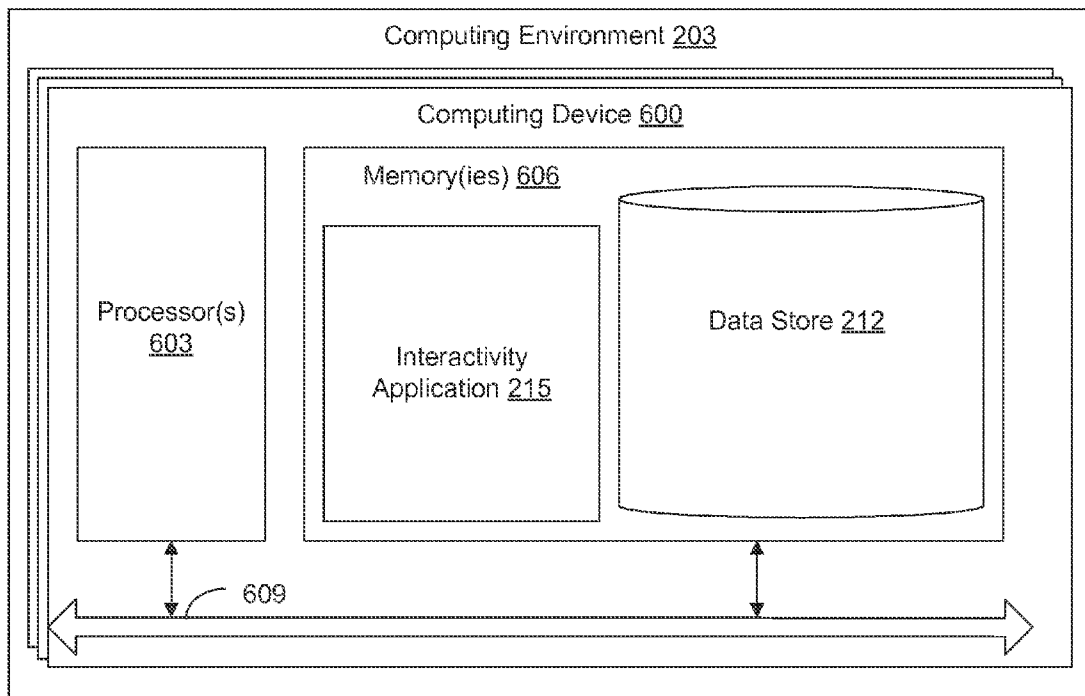 Computing Environment 203
Computing Device 600
Memory(ies) 606
Processor(s)
603
Interactivity
Application 215
Data Store 212
609